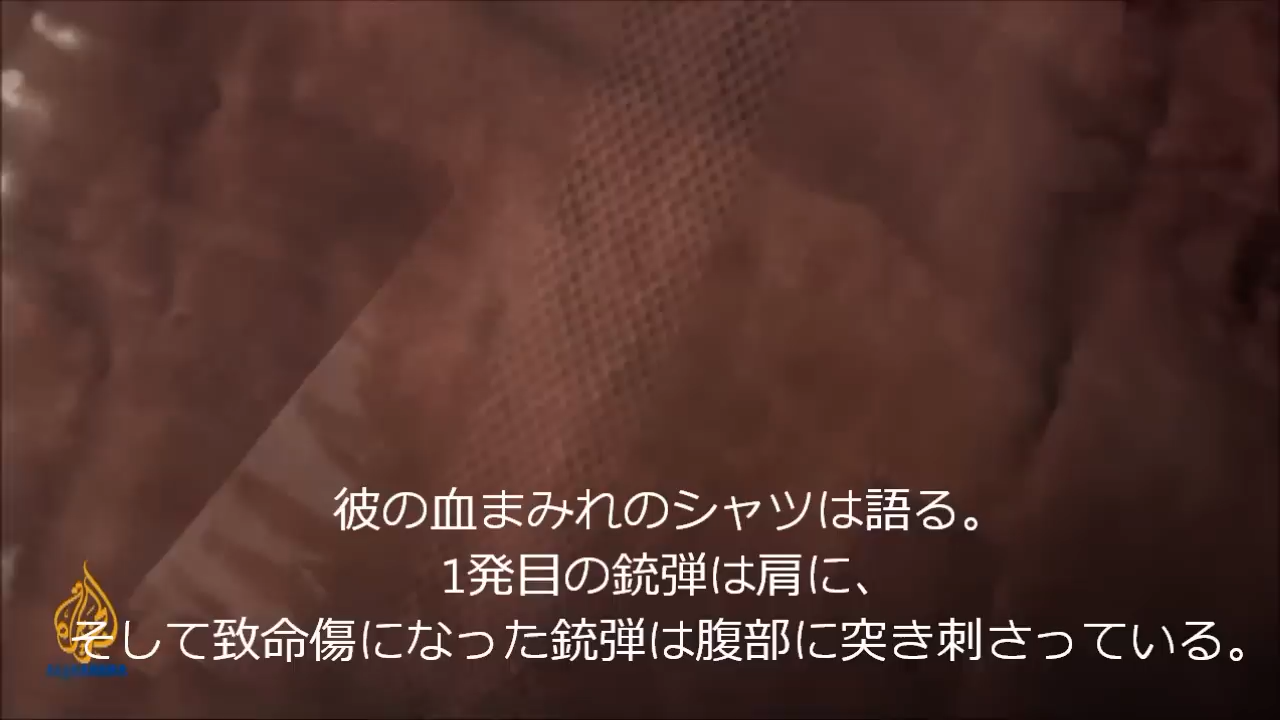 彼の血まみれのシャツは語る。
1発目の銃弾は肩に、
そして致命傷になった銃弾は腹部に突き刺さっている。